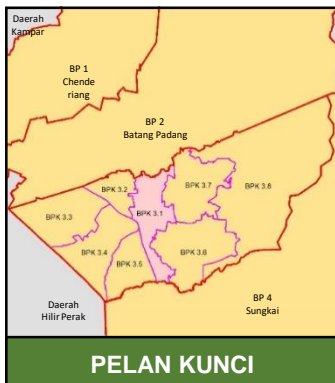 Daerah
Kampar
BP 1
Chende
riang
BP 2
Batang Padang
BPK 3.2
BPK 3.1
BPK 3.7
BPK 3.8
BPK 3.3
BPK 3.4
BPK 3.5
BPK 3.6
Daerah
Hilir Perak
BP 4
Sungkai
PELAN KUNCI